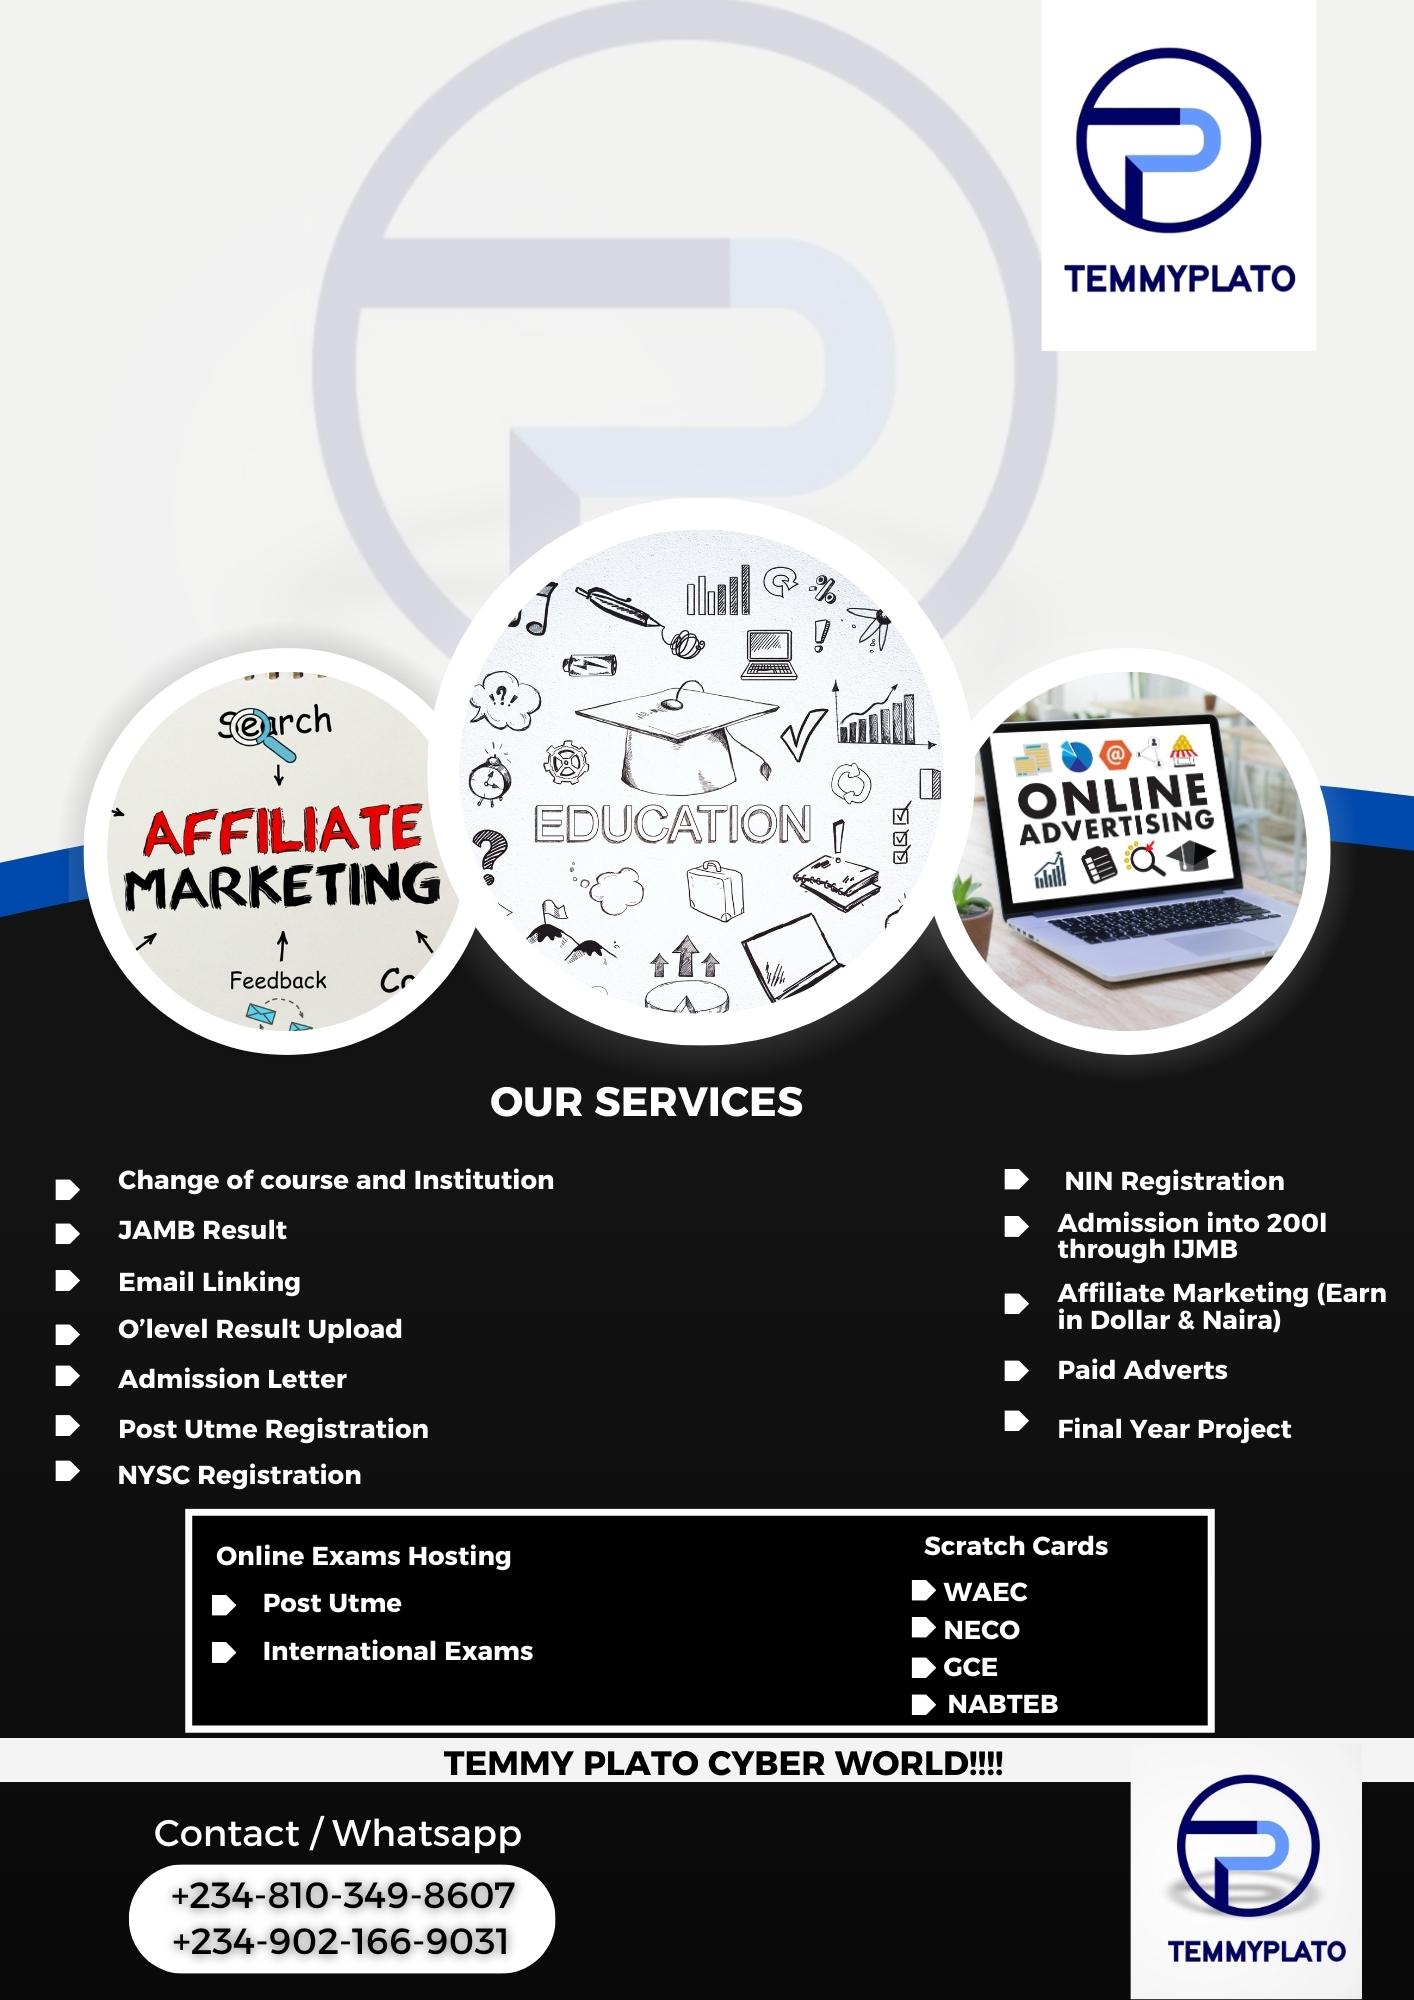 TEMMYPLATO
Search
AFFILIATE
MARKETING
Feedback
EDUCATION
ONLINE
ADVERTISING
OUR SERVICES
Change of course and Institution
JAMB Result
Email Linking
O’level Result Upload
Admission Letter
Post Utme Registration
NYSC Registration
NIN Registration
Admission into 200l
through IJMB
Affiliate Marketing (Earn
in Dollar & Naira)
Paid Adverts
Final Year Project
Online Exams Hosting
Post Utme
International Exams
Scratch Cards
WAEC
NECO
GCE
NABTEB
TEMMY PLATO CYBER WORLD!!!!
Contact / Whatsapp
+234-810-349-8607
+234-902-166-9031
TEMMYPLATO